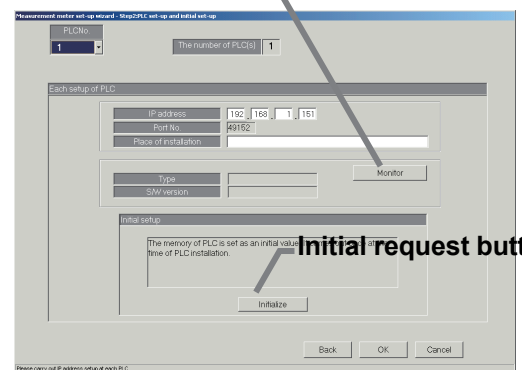 Measurement meter set-up wizard - Step2:PLC set-up and initial set-up
PLCNo.
1
The number of PLC(s) 1
Each setup of PLC
IP address 192 . 168 . 1 . 151
Port No. 49152
Place of installation
Type
S/W version
Monitor
Initial setup
The memory of PLC is set as an initial value. at
time of PLC installation.
Initial request butt
Initialize
Back OK Cancel
Please carry out IP address setup at each PLC.